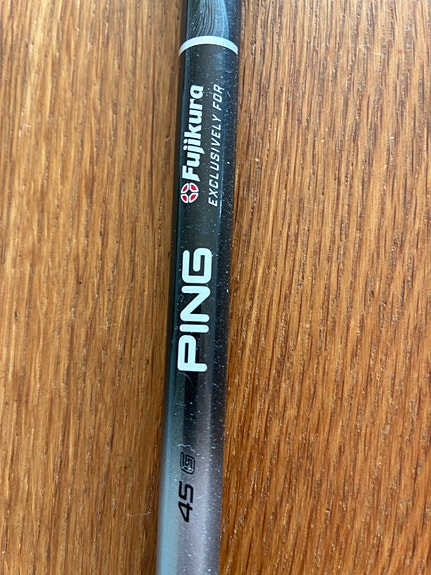 Fujikura
EXCLUSIVELY FOR
PING
45 G